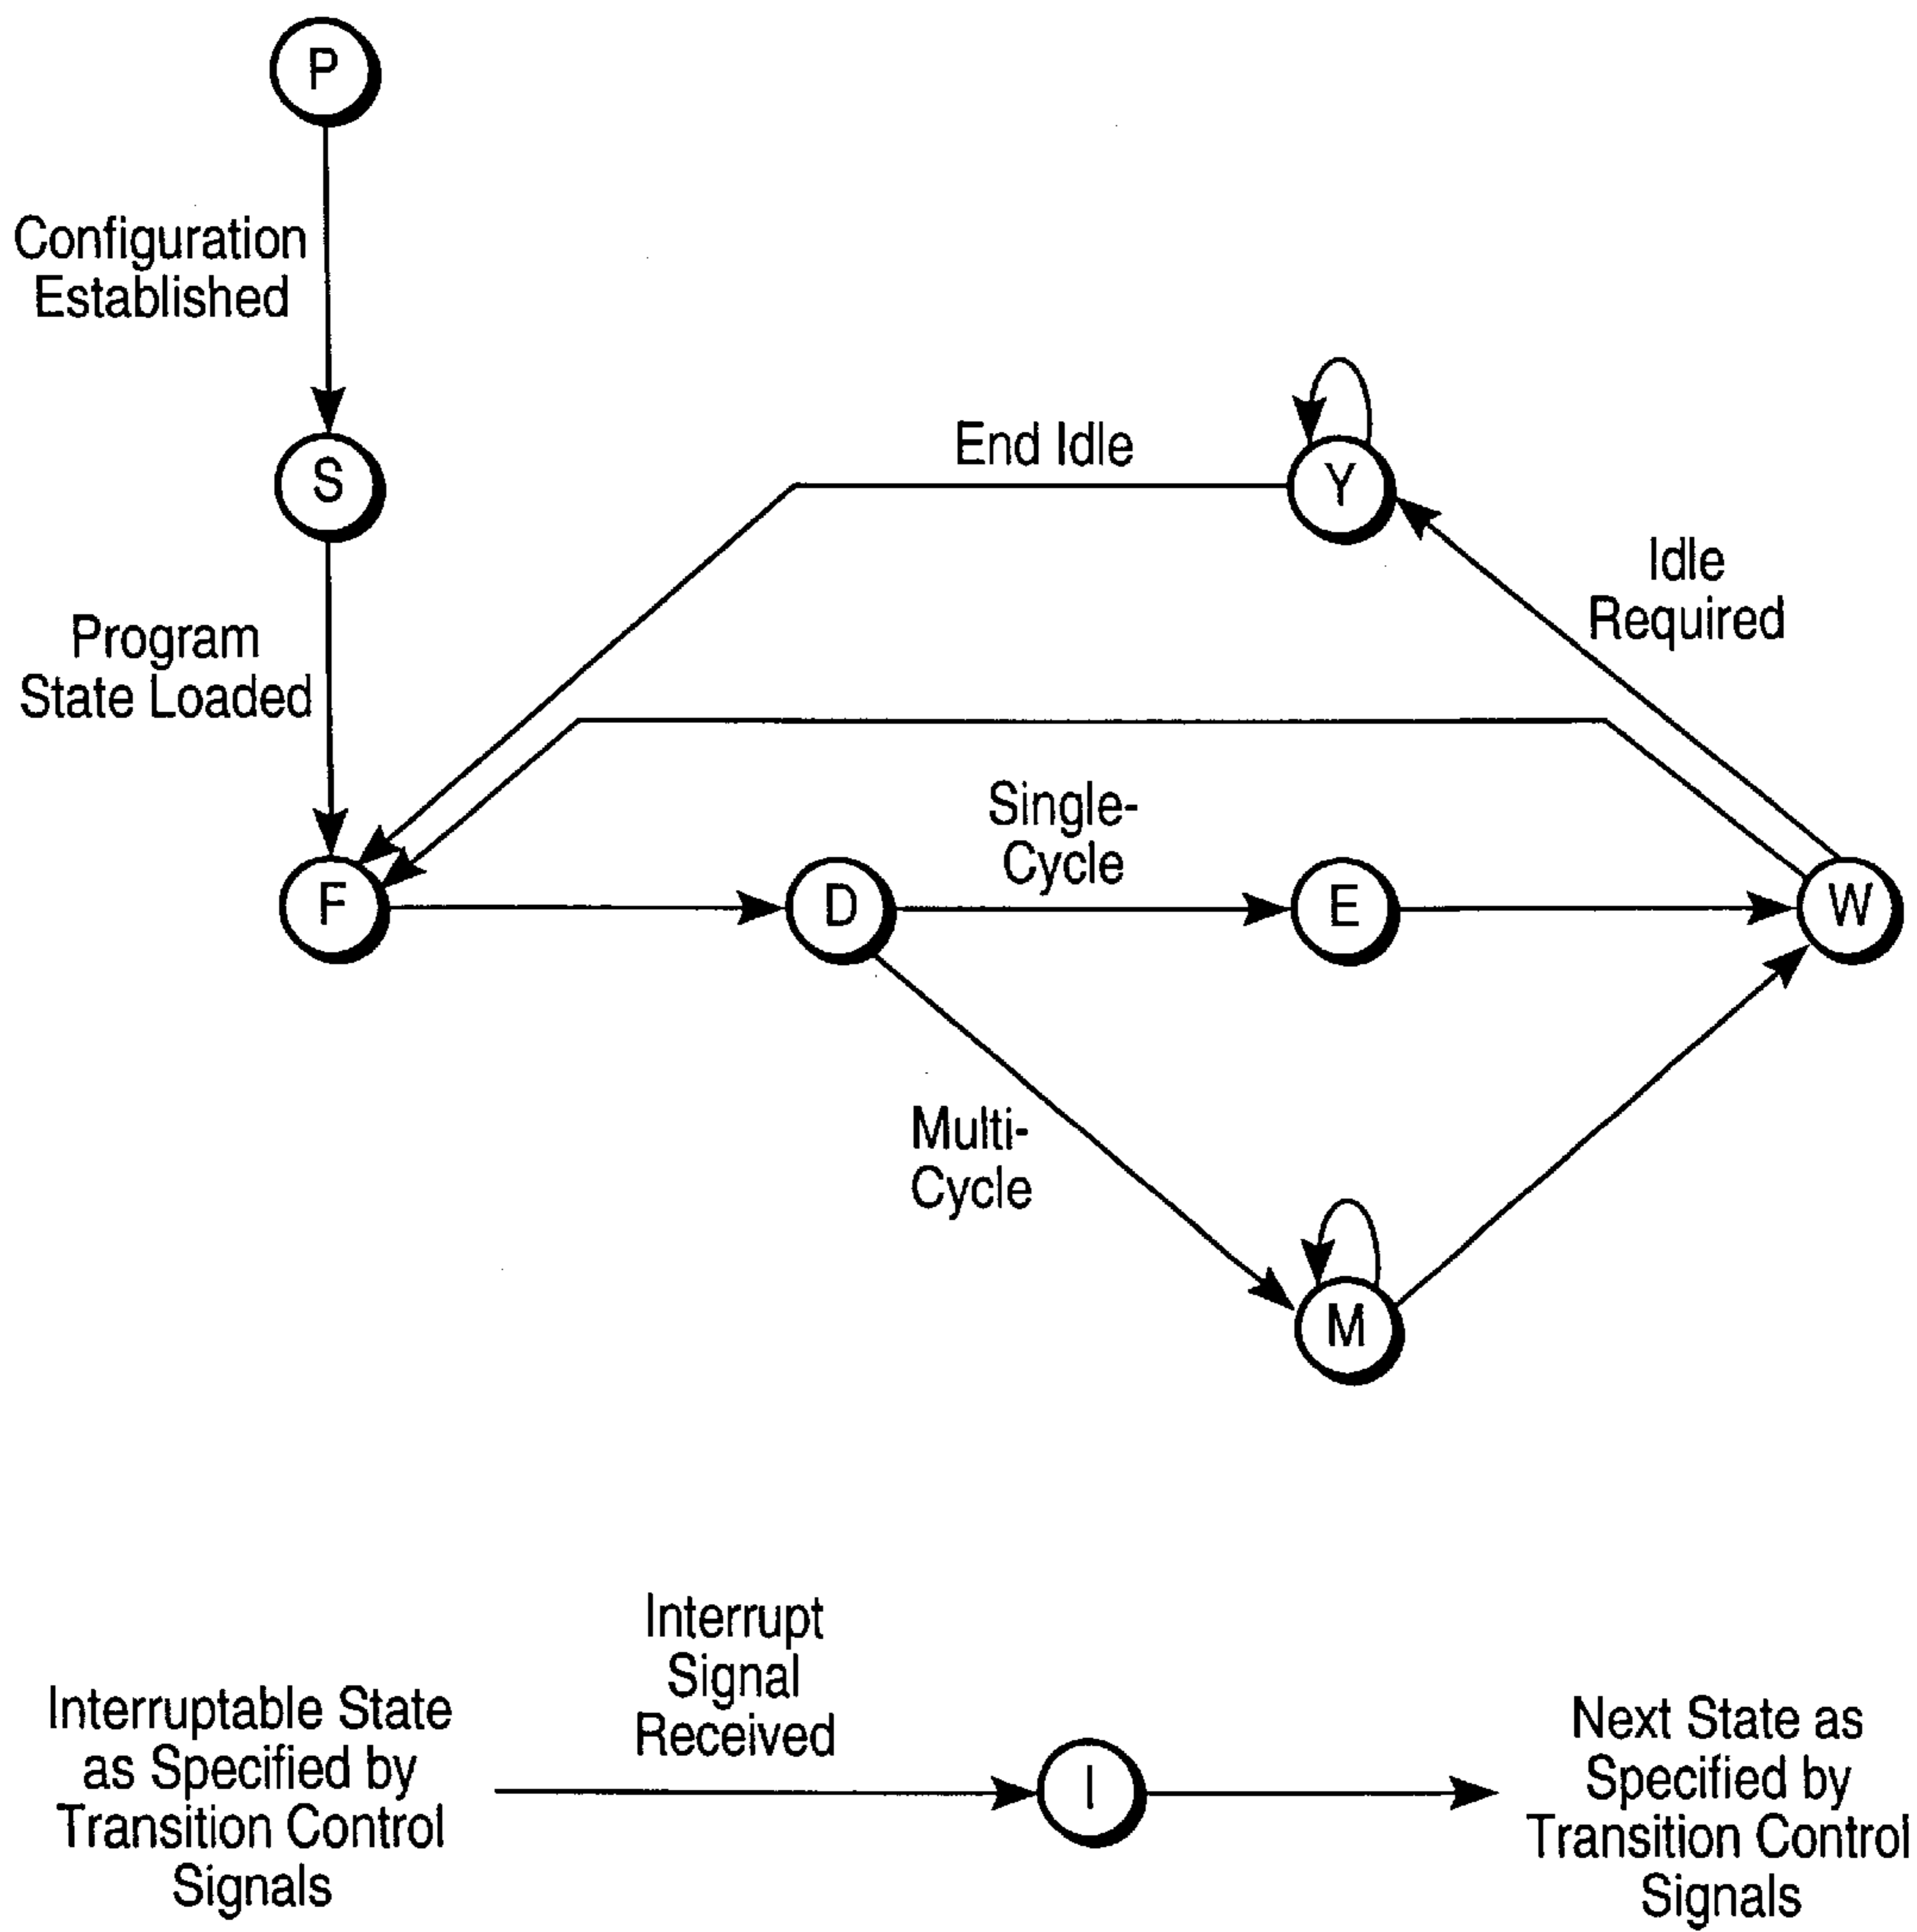 P
Configuration
Established
S
End Idle
Y
Idle
Required
Program
State Loaded
Single-
Cycle
F
D
E
W
Multi-
Cycle
M
Interrupt
Signal
Received
Interruptable State
as Specified by
Transition Control
Signals
I
Next State as
Specified by
Transition Control
Signals